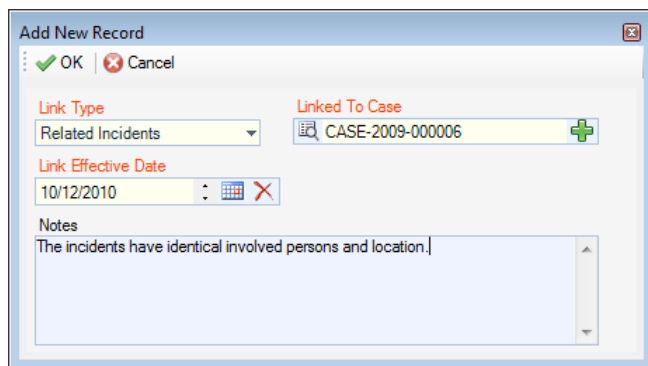 Add New Record
OK Cancel
Link Type Linked To Case
Related Incidents CASE-2009-000006
Link Effective Date
10/12/2010
Notes
The incidents have identical involved persons and location.